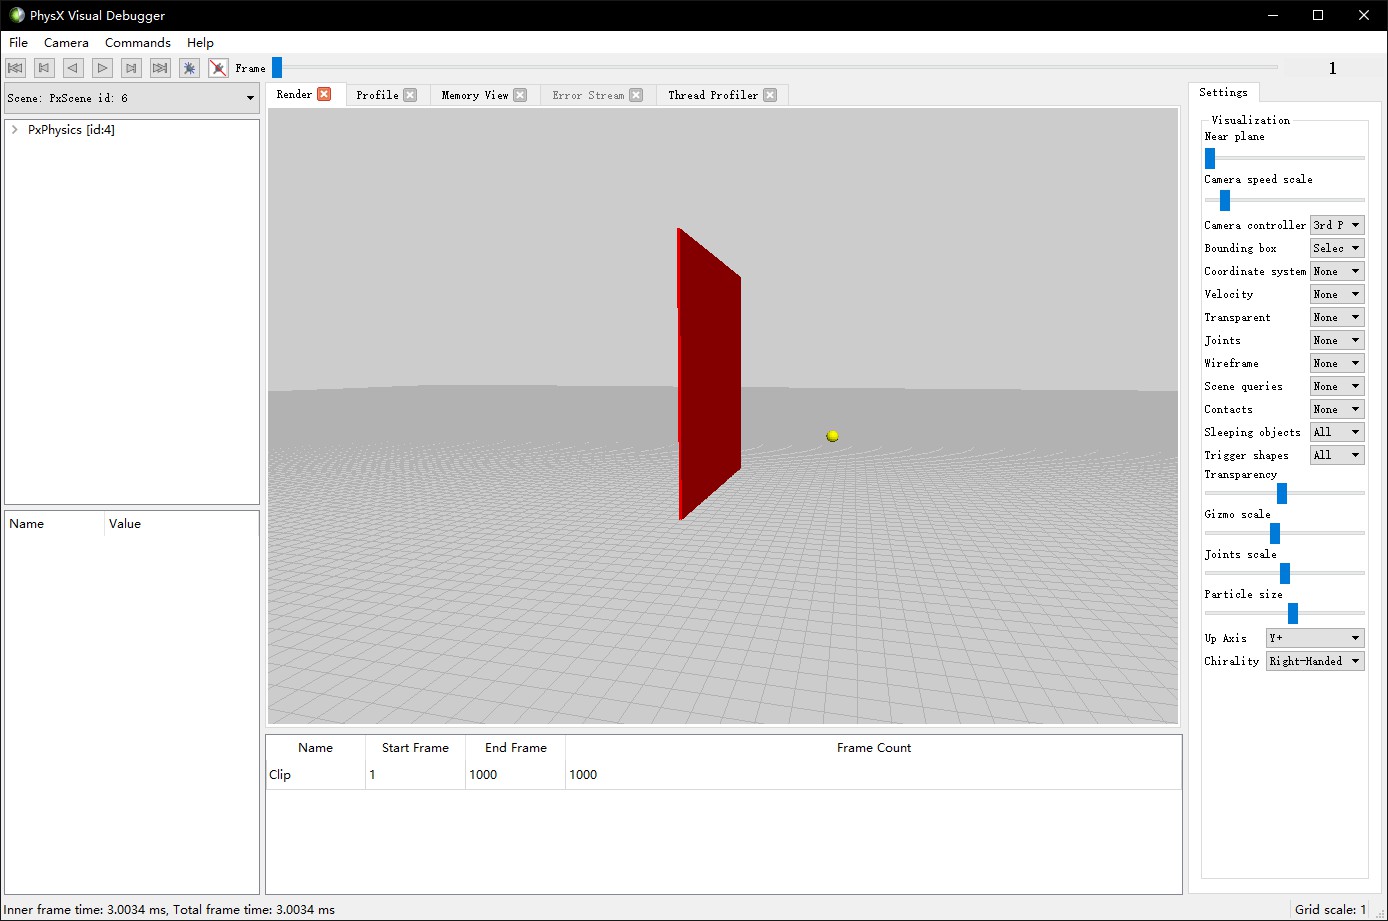 PhysX Visual Debugger
File Camera Commands Help
Frame 1
Scene: PxScene id: 6
Render Profile Memory View Error Stream Thread Profiler
Settings
PxPhysics [id:4]
Visualization
Near plane
Camera speed scale
Camera controller 3rd P
Bounding box Selec
Coordinate system None
Velocity None
Transparent None
Joints None
Wireframe None
Scene queries None
Contacts None
Sleeping objects All
Trigger shapes All
Transparency
Gizmo scale
Joints scale
Particle size
Up Axis Y+
Chirality Right-Handed
Name Value
Name Start Frame End Frame Frame Count
Clip 1 1000 1000
Inner frame time: 3.0034 ms, Total frame time: 3.0034 ms
Grid scale: 1